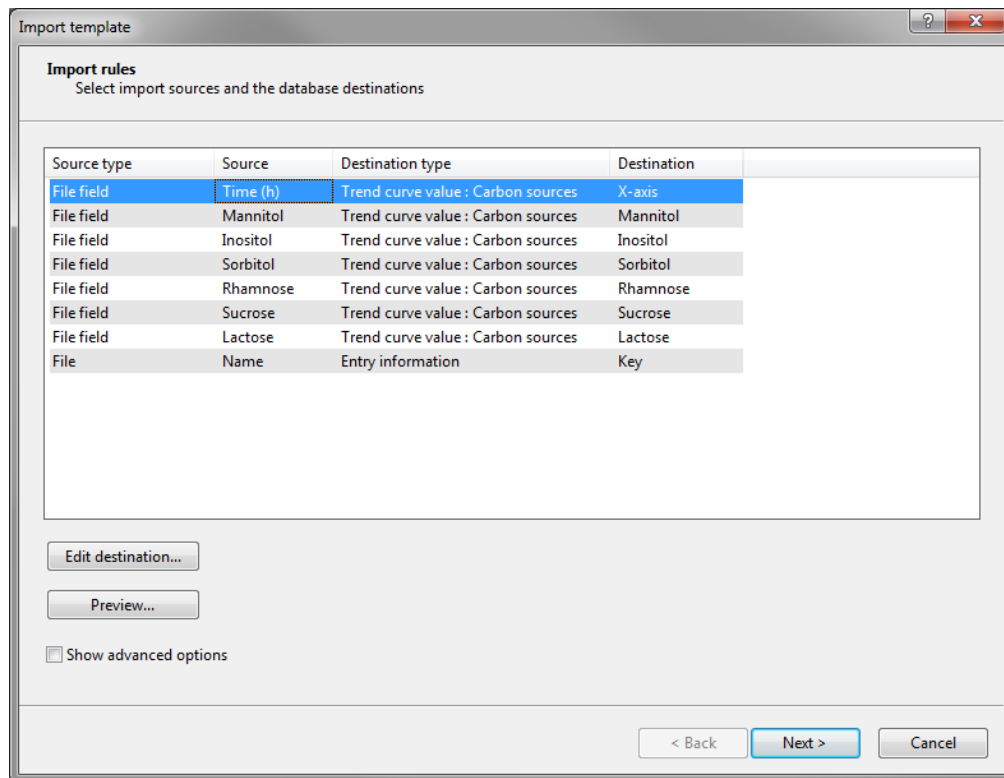 Import template
Import rules
Select import sources and the database destinations
Source type Source Destination type Destination
File field Time (h) Trend curve value : Carbon sources X-axis
File field Mannitol Trend curve value : Carbon sources Mannitol
File field Inositol Trend curve value : Carbon sources Inositol
File field Sorbitol Trend curve value : Carbon sources Sorbitol
File field Rhamnose Trend curve value : Carbon sources Rhamnose
File field Sucrose Trend curve value : Carbon sources Sucrose
File field Lactose Trend curve value : Carbon sources Lactose
File Name Entry information Key
Edit destination...
Preview...
Show advanced options
< Back Next > Cancel